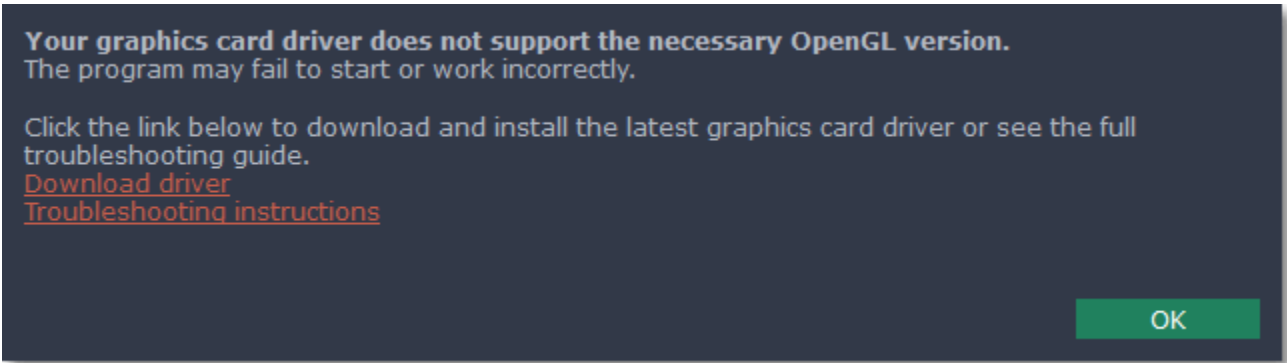 Your graphics card driver does not support the necessary OpenGL version.
The program may fail to start or work incorrectly.
Click the link below to download and install the latest graphics card driver or see the full
troubleshooting guide.
Download driver
Troubleshooting instructions
OK